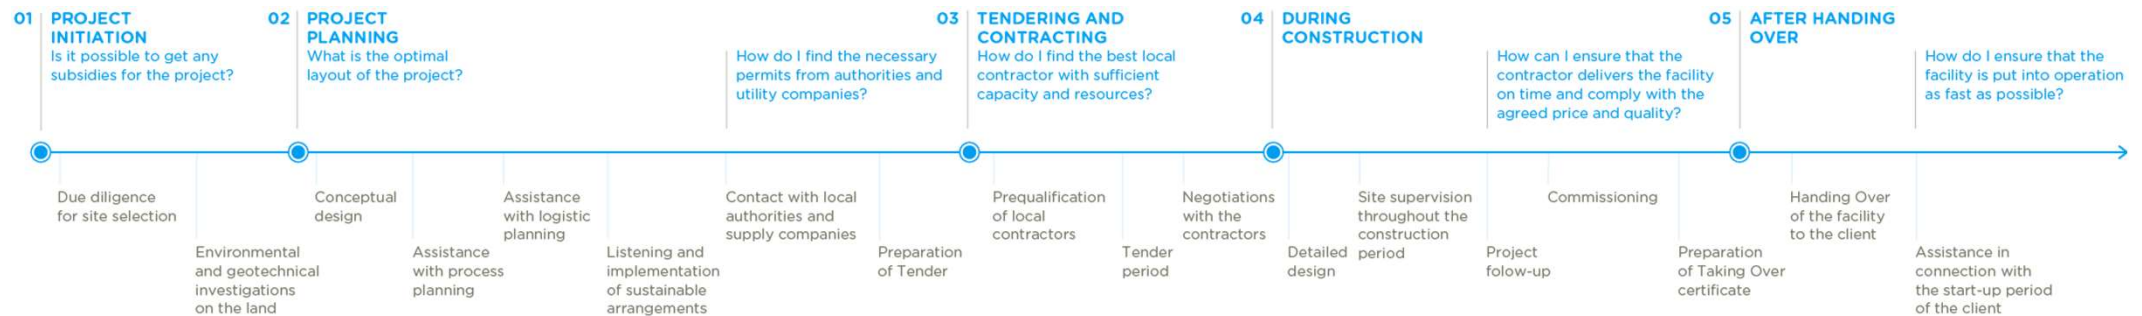 01
PROJECT
INITIATION
Is it possible to get any
subsidies for the project?
02
PROJECT
PLANNING
What is the optimal
layout of the project?
How do I find the necessary
permits from authorities and
utility companies?
03
TENDERING AND
CONTRACTING
How do I find the best local
contractor with sufficient
capacity and resources?
04
DURING
CONSTRUCTION
How can I ensure that the
contractor delivers the facility
on time and comply with the
agreed price and quality?
05
AFTER HANDING
OVER
How do I ensure that the
facility is put into operation
as fast as possible?
Due diligence
for site selection
Environmental
and geotechnical
investigations
on the land
Conceptual
design
Assistance
with process
planning
Assistance
with logistic
planning
Listening and
implementation
of sustainable
arrangements
Contact with local
authorities and
supply companies
Preparation
of Tender
Prequalification
of local
contractors
Tender
period
Negotiations
with the
contractors
Detailed
design
Site supervision
throughout the
construction
period
Project
folow-up
Commissioning
Preparation
of Taking Over
certificate
Handing Over
of the facility
to the client
Assistance in
connection with
the start-up period
of the client